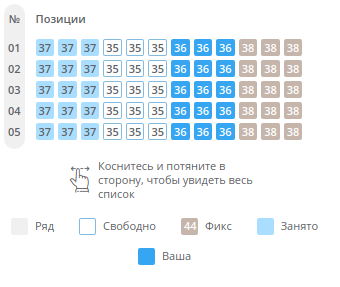 № Позиции
01 37 37 37 35 35 35 36 36 36 38 38 38
02 37 37 37 35 35 35 36 36 36 38 38 38
03 37 37 37 35 35 35 36 36 36 38 38 38
04 37 37 37 35 35 35 36 36 36 38 38 38
05 37 37 37 35 35 35 36 36 36 38 38 38
Коснитесь и потяните в
сторону, чтобы увидеть весь
список
Ряд Свободно 44 Фикс Занято
Ваша